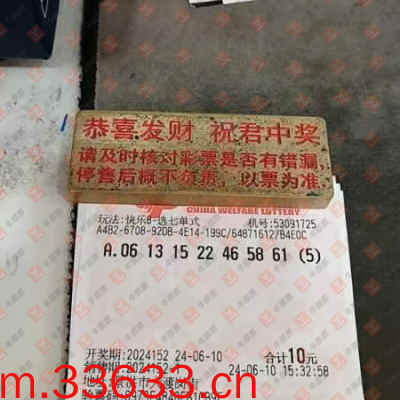 恭喜发财 祝君中奖
请及时核对彩票是否有错漏,
停售后概不负责,以票为准
CHINA WELFARE LOTTERY
玩法:快乐8-选七单式 机号:53091725
A4B2-670B-920B-4E14-199C/64871612/B4E0C
A.06 13 15 22 46 58 61 (5)
开奖期:2024152 24-06-10 合计10元
2024152 24-06-10 15:32:58
m.33633.cn